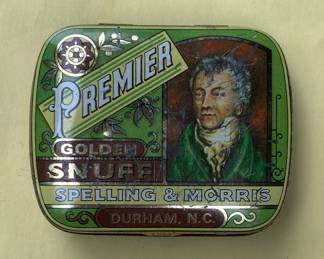 PREMIER
GOLDEN
SNUFF
SPELLING & MORRIS
DURHAM, N.C.